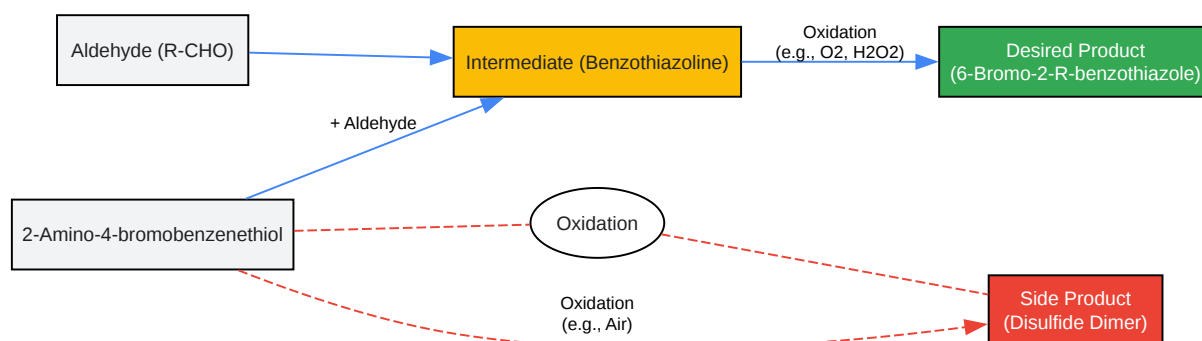 Aldehyde (R-CHO)
Intermediate (Benzothiazoline)
Oxidation
(e.g., O2, H2O2)
Desired Product
(6-Bromo-2-R-benzothiazole)
+ Aldehyde
2-Amino-4-bromobenzenethiol
Oxidation
Oxidation
(e.g., Air)
Side Product
(Disulfide Dimer)